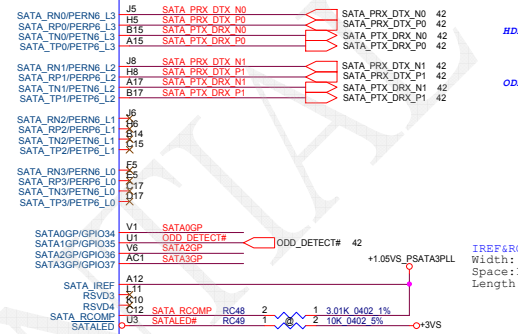 SATA_RN0/PERN6_L3 J5 SATA_PRX_DTX_N0 SATA_PRX_DTX_N0 42
SATA_RP0/PERP6_L3 H5 SATA_PRX_DTX_P0 SATA_PRX_DTX_P0 42
SATA_TN0/PETN6_L3 B15 SATA_PTX_DRX_N0 SATA_PTX_DRX_N0 42
SATA_TP0/PETP6_L3 A15 SATA_PTX_DRX_P0 SATA_PTX_DRX_P0 42
HD
SATA_RN1/PERN6_L2 J8 SATA_PRX_DTX_N1 SATA_PRX_DTX_N1 42
SATA_RP1/PERP6_L2 H8 SATA_PRX_DTX_P1 SATA_PRX_DTX_P1 42
SATA_TN1/PETN6_L2 A17 SATA_PTX_DRX_N1 SATA_PTX_DRX_N1 42
SATA_TP1/PETP6_L2 B17 SATA_PTX_DRX_P1 SATA_PTX_DRX_P1 42
OD
SATA_RN2/PERN6_L1 J6
SATA_RP2/PERP6_L1 H6
SATA_TN2/PETN6_L1 B14
SATA_TP2/PETP6_L1 C15
SATA_RN3/PERN6_L0 F5
SATA_RP3/PERP6_L0 E5
SATA_TN3/PETN6_L0 C17
SATA_TP3/PETP6_L0 D17
SATA0GP/GPIO34 V1 SATA0GP
SATA1GP/GPIO35 U1 ODD_DETECT# ODD_DETECT# 42
SATA2GP/GPIO36 V6 SATA2GP
SATA3GP/GPIO37 AC1 SATA3GP
+1.05VS_PSATA3PLL
IREF&RC
Width:
Space:
Length
SATA_IREF A12
RSVD3 L11
RSVD4 K10
SATA_RCOMP C12 SATA_RCOMP RC48 2 1 3.01K_0402_1%
SATALED U3 SATALED# RC49 1 @ 2 10K_0402_5% +3VS